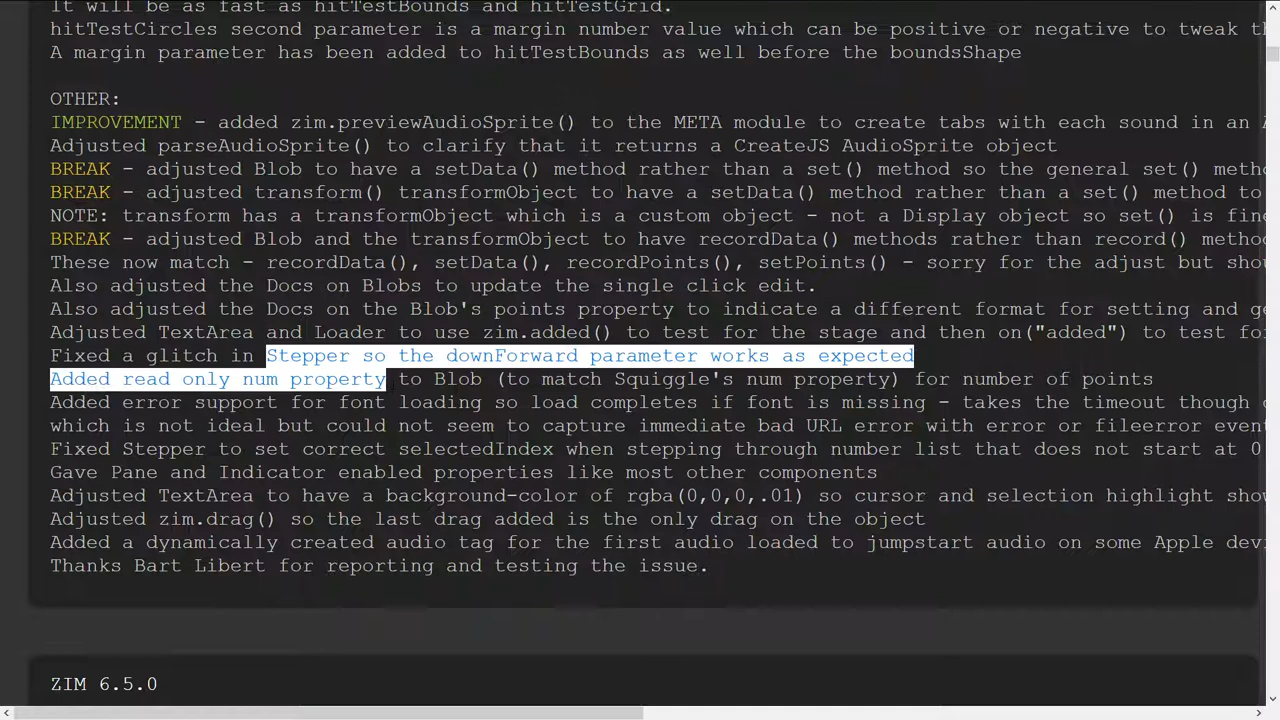 It will be as fast as hitTestBounds and hitTestGrid.
hitTestCircles second parameter is a margin number value which can be positive or negative to tweak
A margin parameter has been added to hitTestBounds as well before the boundsShape
OTHER:
IMPROVEMENT - added zim.previewAudioSprite() to the META module to create tabs with each sound in an
Adjusted parseAudioSprite() to clarify that it returns a CreateJS AudioSprite object
BREAK - adjusted Blob to have a setData() method rather than a set() method so the general set()
BREAK - adjusted transform() transformObject to have a setData() method rather than a set() method to
NOTE: transform has a transformObject which is a custom object - not a Display object so set() is fine
BREAK - adjusted Blob and the transformObject to have recordData() methods rather than record()
These now match - recordData(), setData(), recordPoints(), setPoints() - sorry for the adjust but
Also adjusted the Docs on Blobs to update the single click edit.
Also adjusted the Docs on the Blob's points property to indicate a different format for setting and
Adjusted TextArea and Loader to use zim.added() to test for the stage and then on("added") to test for
Fixed a glitch in Stepper so the downForward parameter works as expected
Added read only num property to Blob (to match Squiggle's num property) for number of points
Added error support for font loading so load completes if font is missing - takes the timeout though
which is not ideal but could not seem to capture immediate bad URL error with error or fileerror
Fixed Stepper to set correct selectedIndex when stepping through number list that does not start at 0
Gave Pane and Indicator enabled properties like most other components
Adjusted TextArea to have a background-color of rgba(0,0,0,.01) so cursor and selection highlight
Adjusted zim.drag() so the last drag added is the only drag on the object
Added a dynamically created audio tag for the first audio loaded to jumpstart audio on some Apple
Thanks Bart Libert for reporting and testing the issue.
ZIM 6.5.0